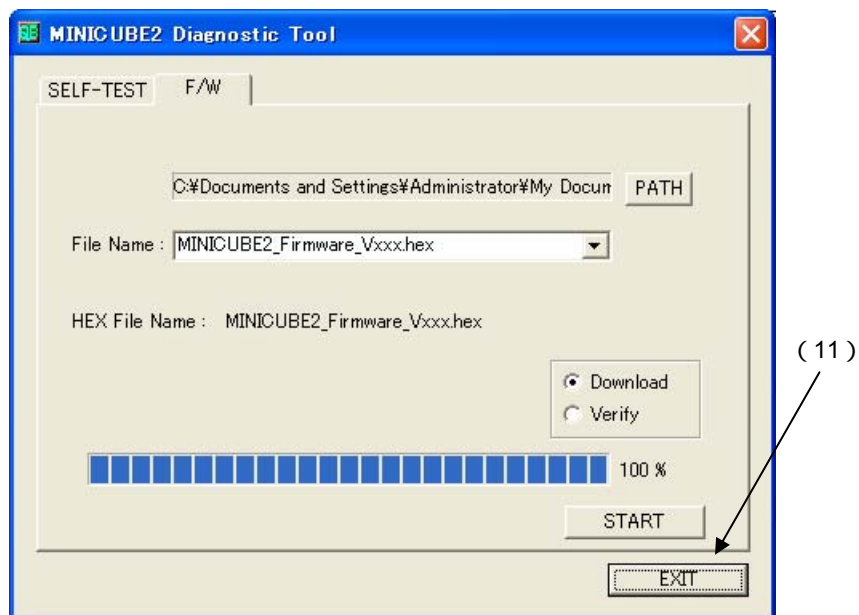 MINICUBE2 Diagnostic Tool
SELF-TEST F/W
C:¥Documents and Settings¥Administrator¥My Docum PATH
File Name : MINICUBE2_Firmware_Vxxx.hex
HEX File Name : MINICUBE2_Firmware_Vxxx.hex
(11)
Download
Verify
100 %
START
EXIT